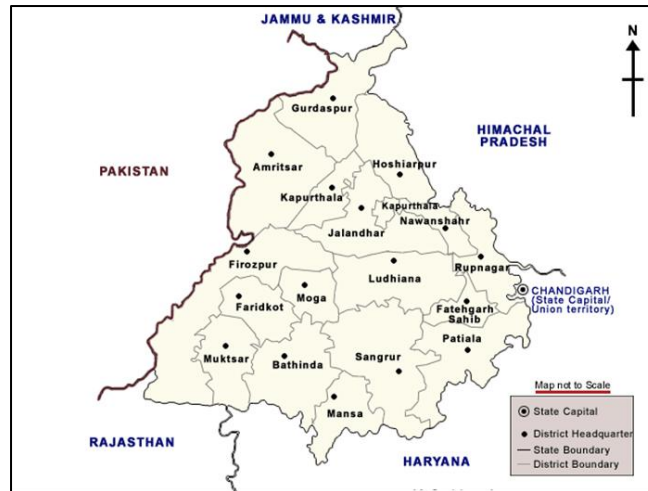 JAMMU & KASHMIR
N
Gurdaspur
HIMACHAL
PRADESH
Amritsar
PAKISTAN
Hoshiarpur
Kapurthala
Kapurthala
Nawanshahr
Jalandhar
Firozpur
Ludhiana
Rupnagar
CHANDIGARH
(State Capital/
Union territory)
Moga
Faridkot
Fatehgarh
Sahib
Patiala
Muktsar
Bathinda
Sangrur
Mansa
Map not to Scale
State Capital
District Headquarter
State Boundary
District Boundary
RAJASTHAN
HARYANA